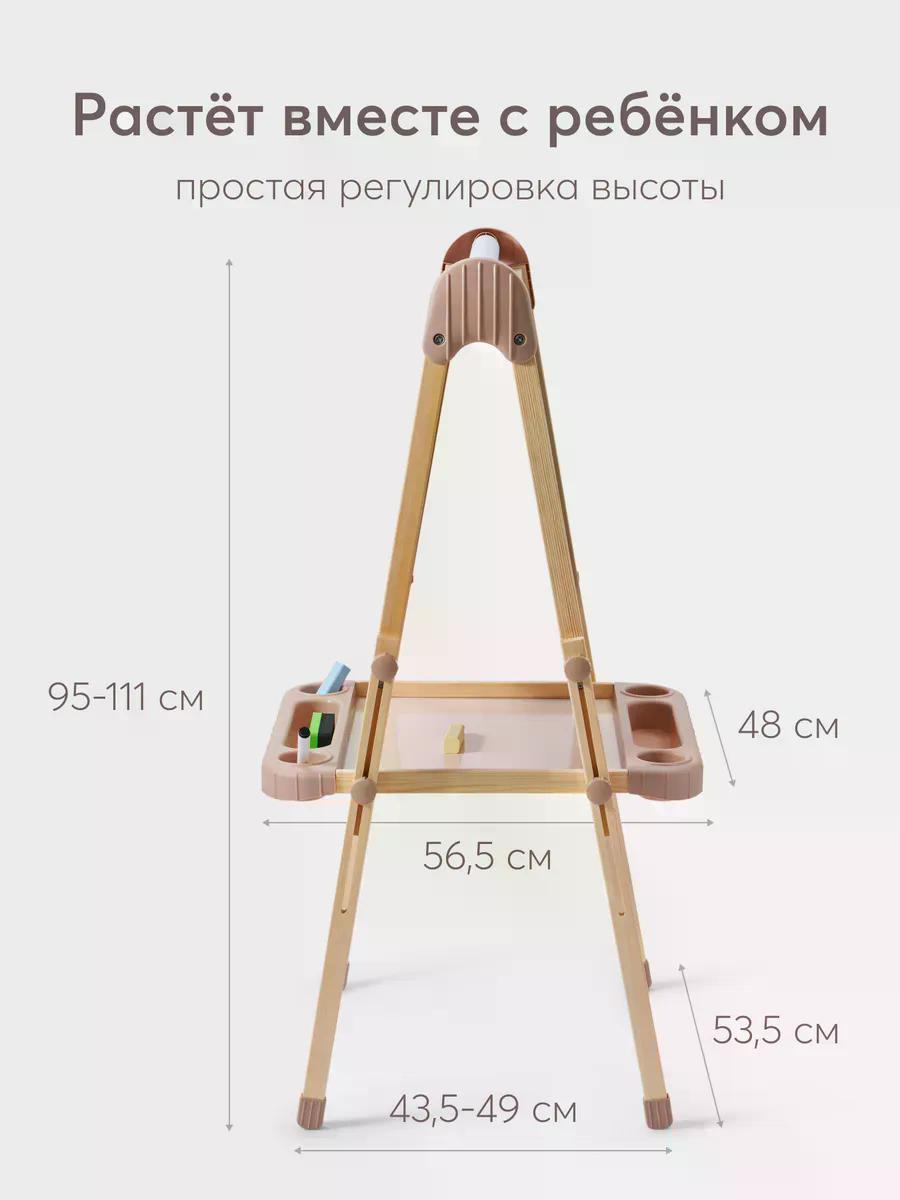 Растёт вместе с ребёнком
простая регулировка высоты
95-111 см
48 см
56,5 см
53,5 см
43,5-49 см